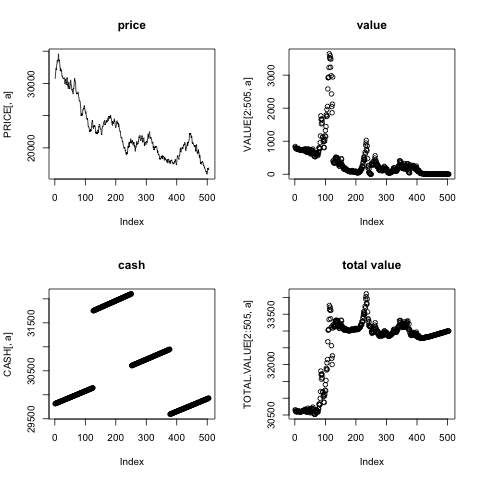 price
PRICE[, a]
20000
30000
0 100 200 300 400 500
Index
value
VALUE[2:505, a]
0 1000 2000 3000
0 100 200 300 400 500
Index
cash
CASH[, a]
29500 30500 31500
0 100 200 300 400 500
Index
total value
TOTAL.VALUE[2:505, a]
30500 32000 33500
0 100 200 300 400 500
Index